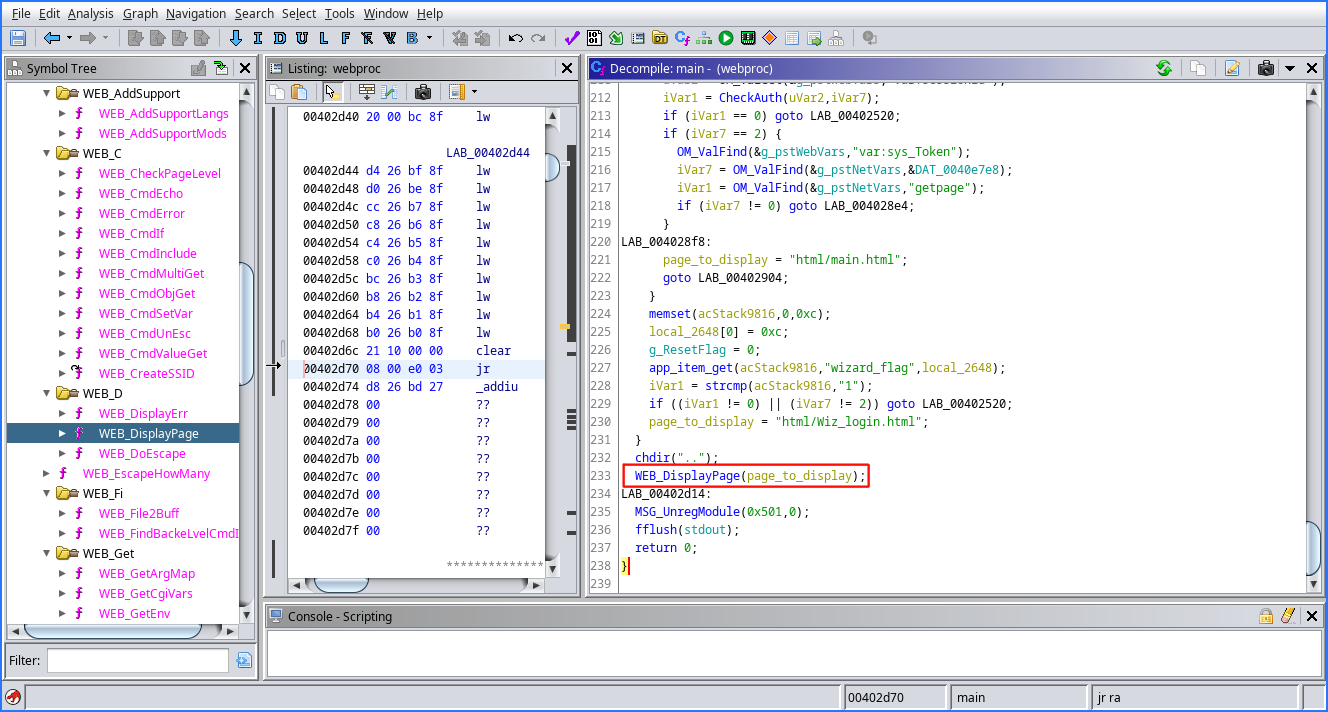 File Edit Analysis Graph Navigation Search Select Tools Window Help
I D U L F B
Symbol Tree
WEB_AddSupport
WEB_AddSupportLangs
WEB_AddSupportMods
WEB_C
WEB_CheckPageLevel
WEB_CmdEcho
WEB_CmdError
WEB_CmdIf
WEB_CmdInclude
WEB_CmdMultiGet
WEB_CmdObjGet
WEB_CmdSetVar
WEB_CmdUnEsc
WEB_CmdValueGet
WEB_CreateSSID
WEB_D
WEB_DisplayErr
WEB_DisplayPage
WEB_DoEscape
WEB_EscapeHowMany
WEB_Fi
WEB_File2Buff
WEB_FindBackeLvelCmdI
WEB_Get
WEB_GetArgMap
WEB_GetCgiVars
WEB_GetEnv
Filter:
Listing: webproc
00402d40 20 00 bc 8f lw
LAB_00402d44
00402d44 d4 26 bf 8f lw
00402d48 d0 26 be 8f lw
00402d4c cc 26 b7 8f lw
00402d50 c8 26 b6 8f lw
00402d54 c4 26 b5 8f lw
00402d58 c0 26 b4 8f lw
00402d5c bc 26 b3 8f lw
00402d60 b8 26 b2 8f lw
00402d64 b4 26 b1 8f lw
00402d68 b0 26 b0 8f lw
00402d6c 21 10 00 00 clear
00402d70 08 00 e0 03 jr
00402d74 d8 26 bd 27 _addiu
00402d78 00 ??
00402d79 00 ??
00402d7a 00 ??
00402d7b 00 ??
00402d7c 00 ??
00402d7d 00 ??
00402d7e 00 ??
00402d7f 00 ??
**************
Decompile: main - (webproc)
212 iVar1 = CheckAuth(uVar2,iVar7);
213 if (iVar1 == 0) goto LAB_00402520;
214 if (iVar7 == 2) {
215 OM_ValFind(&g_pstWebVars,"var:sys_Token");
216 iVar7 = OM_ValFind(&g_pstNetVars,&DAT_0040e7e8);
217 iVar1 = OM_ValFind(&g_pstNetVars,"getpage");
218 if (iVar7 != 0) goto LAB_004028e4;
219 }
220 LAB_004028f8:
221 page_to_display = "html/main.html";
222 goto LAB_00402904;
223 }
224 memset(acStack9816,0,0xc);
225 local_2648[0] = 0xc;
226 g_ResetFlag = 0;
227 app_item_get(acStack9816,"wizard_flag",local_2648);
228 iVar1 = strcmp(acStack9816,"1");
229 if ((iVar1 != 0) || (iVar7 != 2)) goto LAB_00402520;
230 page_to_display = "html/Wiz_login.html";
231 }
232 chdir("..");
233 WEB_DisplayPage(page_to_display);
234 LAB_00402d14:
235 MSG_UnregModule(0x501,0);
236 fflush(stdout);
237 return 0;
238 }
239
Console - Scripting
00402d70 main jr ra